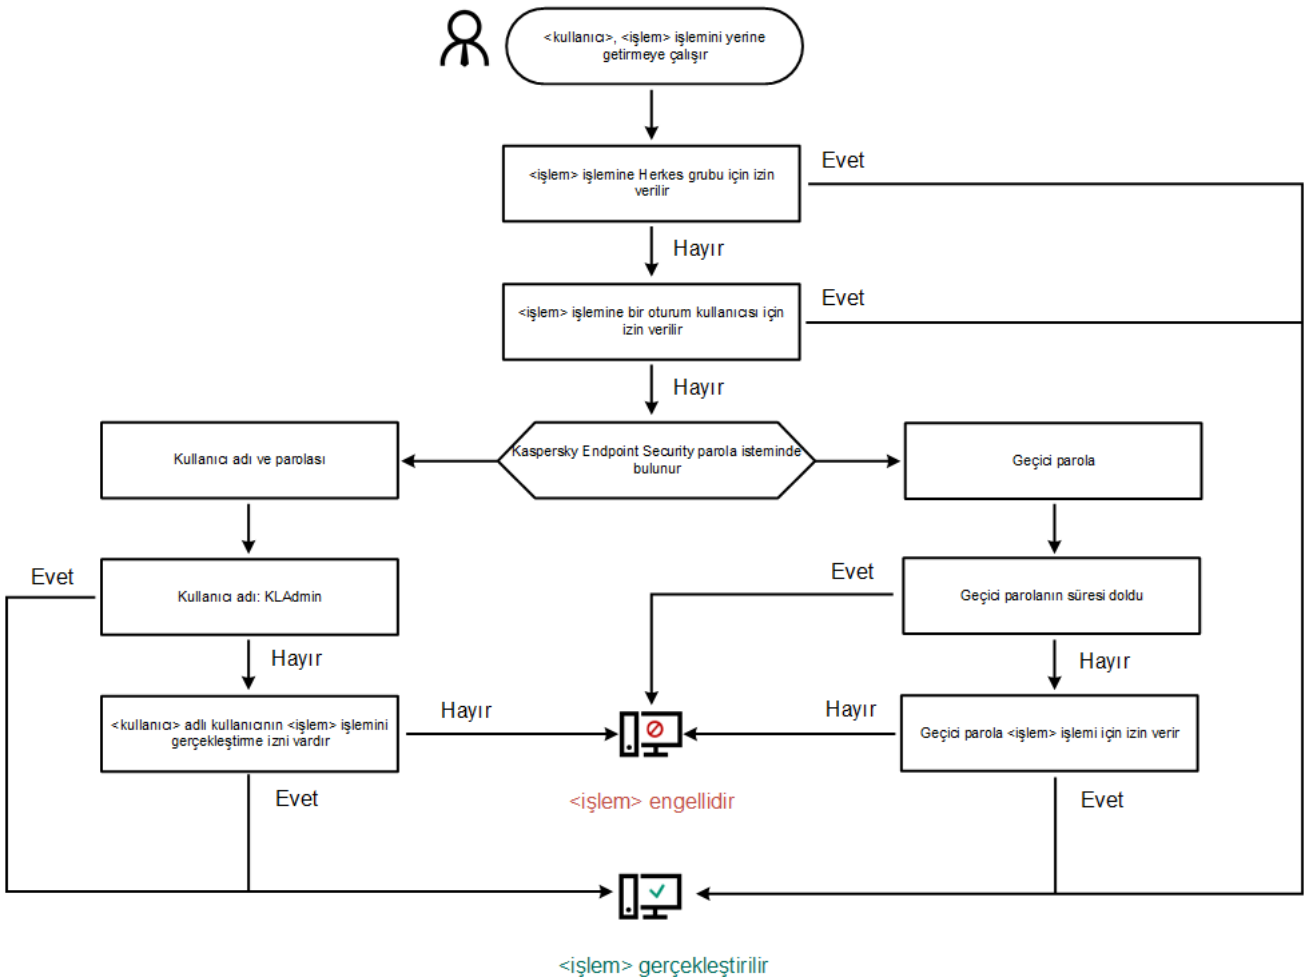 <kullanıcı>, <işlem> işlemini yerine
getirmeye çalışır
Evet
<işlem> işlemine Herkes grubu için izin
verilir
Hayır
Evet
<işlem> işlemine bir oturum kullanıcısı için
izin verilir
Hayır
Kullanıcı adı ve parolası
Kaspersky Endpoint Security parola isteminde
bulunur
Geçici parola
Evet
Kullanıcı adı: KLAdmin
Evet
Geçici parolanın süresi doldu
Hayır
Hayır
<kullanıcı> adlı kullanıcının <işlem> işlemini
gerçekleştirme izni vardır
Hayır
Hayır
Geçici parola <işlem> işlemi için izin verir
Evet
<işlem> engellidir
Evet
<işlem> gerçekleştirilir